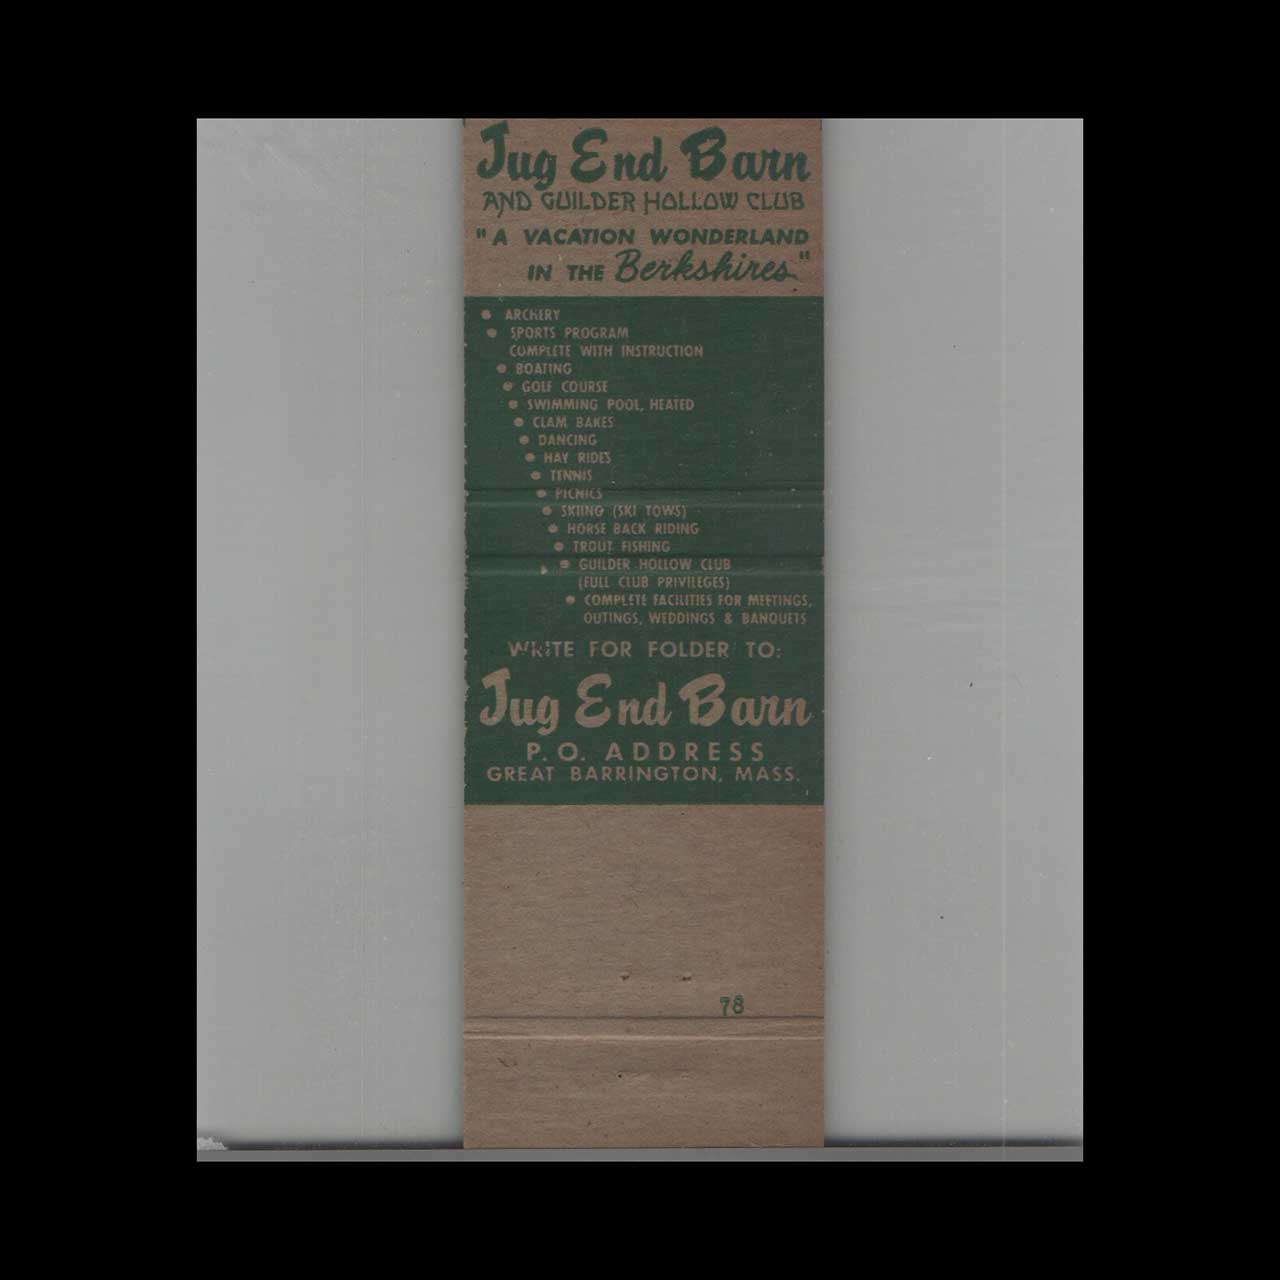 Jug End Barn
AND GUILDER HOLLOW CLUB
"A VACATION WONDERLAND
IN THE Berkshires"
• ARCHERY
• SPORTS PROGRAM
COMPLETE WITH INSTRUCTION
• BOATING
• GOLF COURSE
• SWIMMING POOL, HEATED
• CLAM BAKES
• DANCING
• HAY RIDES
• TENNIS
• PICNICS
• SKIING (SKI TOWS)
• HORSE BACK RIDING
• TROUT FISHING
• GUILDER HOLLOW CLUB
(FULL CLUB PRIVILEGES)
• COMPLETE FACILITIES FOR MEETINGS,
OUTINGS, WEDDINGS & BANQUETS
WRITE FOR FOLDER TO:
Jug End Barn
P. O. ADDRESS
GREAT BARRINGTON, MASS.
78